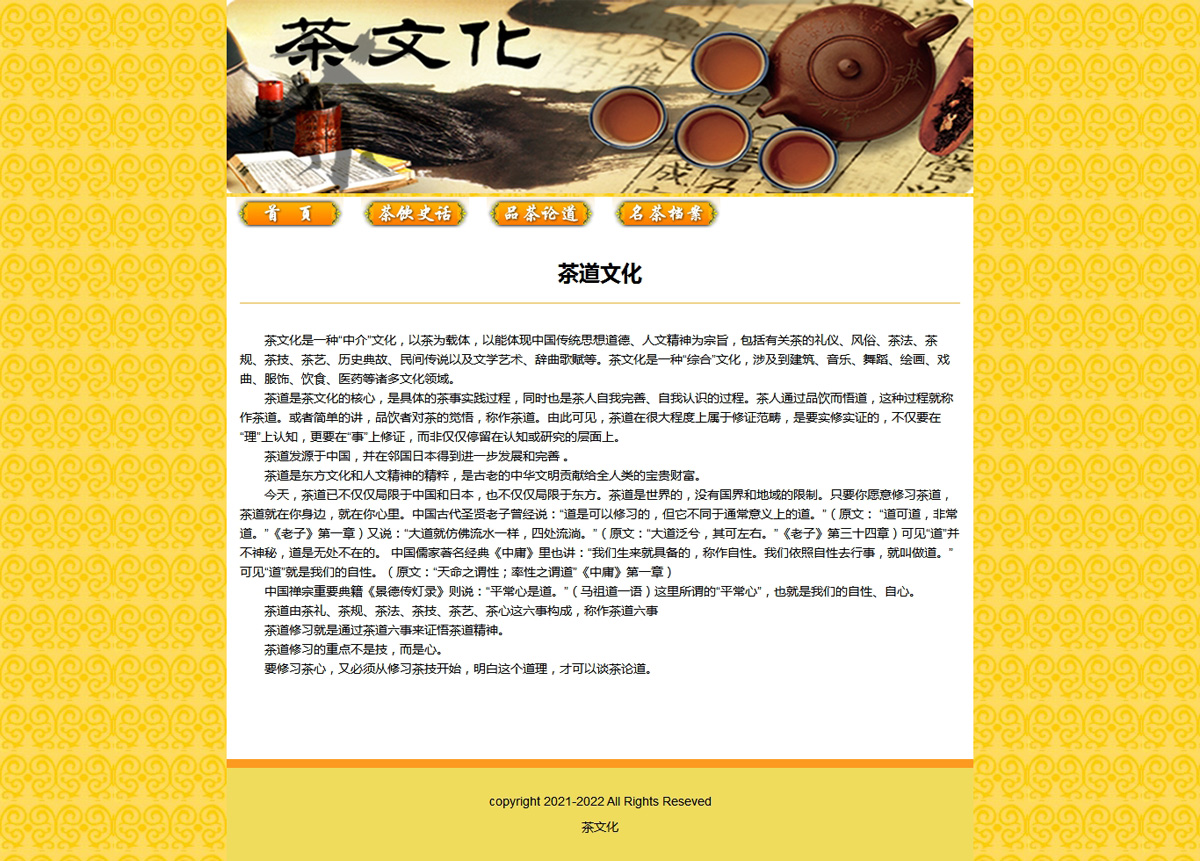 茶文化
首 页
茶饮史话
品茶论道
名茶档案
茶道文化
茶文化是一种“中介”文化，以茶为载体，以能体现中国传统思想道德、人文精神为宗旨，包括有关茶的礼仪、风俗、茶法、茶
规、茶技、茶艺、历史典故、民间传说以及文学艺术、辞曲歌赋等。茶文化是一种“综合”文化，涉及到建筑、音乐、舞蹈、绘画、戏
曲、服饰、饮食、医药等诸多文化领域。
茶道是茶文化的核心，是具体的茶事实践过程，同时也是茶人自我完善、自我认识的过程。茶人通过品饮而悟道，这种过程就称
作茶道。或者简单的讲，品饮者对茶的觉悟，称作茶道。由此可见，茶道在很大程度上属于修证范畴，是要实修实证的，不仅要在
“理”上认知，更要在“事”上修证，而非仅仅停留在认知或研究的层面上。
茶道发源于中国，并在邻国日本得到进一步发展和完善 。
茶道是东方文化和人文精神的精粹，是古老的中华文明贡献给全人类的宝贵财富。
今天，茶道已不仅仅局限于中国和日本，也不仅仅局限于东方。茶道是世界的，没有国界和地域的限制。只要你愿意修习茶道，
茶道就在你身边，就在你心里。中国古代圣贤老子曾经说：“道是可以修习的，但它不同于通常意义上的道。”（原文： “道可道，非常
道。”《老子》第一章）又说：“大道就仿佛流水一样，四处流淌。”（原文：“大道泛兮，其可左右。”《老子》第三十四章）可见“道”并
不神秘，道是无处不在的。 中国儒家著名经典《中庸》里也讲：“我们生来就具备的，称作自性。我们依照自性去行事，就叫做道。”
可见“道”就是我们的自性。（原文：“天命之谓性；率性之谓道”《中庸》第一章）
中国禅宗重要典籍《景德传灯录》则说：“平常心是道。”（马祖道一语）这里所谓的“平常心”，也就是我们的自性、自心。
茶道由茶礼、茶规、茶法、茶技、茶艺、茶心这六事构成，称作茶道六事
茶道修习就是通过茶道六事来证悟茶道精神。
茶道修习的重点不是技，而是心。
要修习茶心，又必须从修习茶技开始，明白这个道理，才可以谈茶论道。
copyright 2021-2022 All Rights Reseved
茶文化